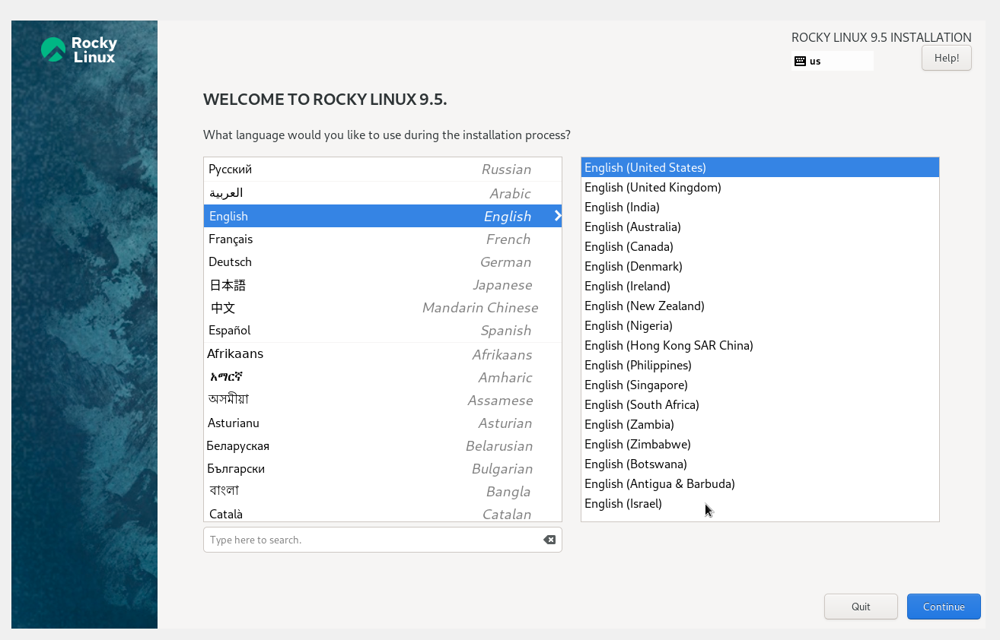 Rocky
Linux
ROCKY LINUX 9.5 INSTALLATION
us
Help!
WELCOME TO ROCKY LINUX 9.5.
What language would you like to use during the installation process?
Русский Russian
العربية Arabic
English English
Français French
Deutsch German
日本語 Japanese
中文 Mandarin Chinese
Español Spanish
Afrikaans Afrikaans
አማርኛ Amharic
অসমীয়া Assamese
Asturianu Asturian
Беларуская Belarusian
Български Bulgarian
বাংলা Bangla
Català Catalan
Type here to search.
English (United States)
English (United Kingdom)
English (India)
English (Australia)
English (Canada)
English (Denmark)
English (Ireland)
English (New Zealand)
English (Nigeria)
English (Hong Kong SAR China)
English (Philippines)
English (Singapore)
English (South Africa)
English (Zambia)
English (Zimbabwe)
English (Botswana)
English (Antigua & Barbuda)
English (Israel)
Quit
Continue